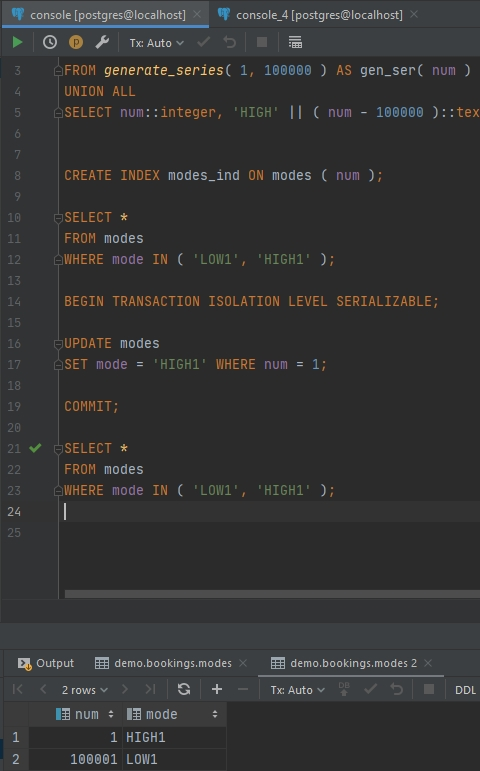 console [postgres@localhost]
console_4 [postgres@localhost]
Tx: Auto
3 FROM generate_series( 1, 100000 ) AS gen_ser( num )
4 UNION ALL
5 SELECT num::integer, 'HIGH' || ( num - 100000 )::tex
6
7
8 CREATE INDEX modes_ind ON modes ( num );
9
10 SELECT *
11 FROM modes
12 WHERE mode IN ( 'LOW1', 'HIGH1' );
13
14 BEGIN TRANSACTION ISOLATION LEVEL SERIALIZABLE;
15
16 UPDATE modes
17 SET mode = 'HIGH1' WHERE num = 1;
18
19 COMMIT;
20
21 SELECT *
22 FROM modes
23 WHERE mode IN ( 'LOW1', 'HIGH1' );
24
25
Output demo.bookings.modes demo.bookings.modes 2
2 rows Tx: Auto DB DDL
num mode
1 1 HIGH1
2 100001 LOW1